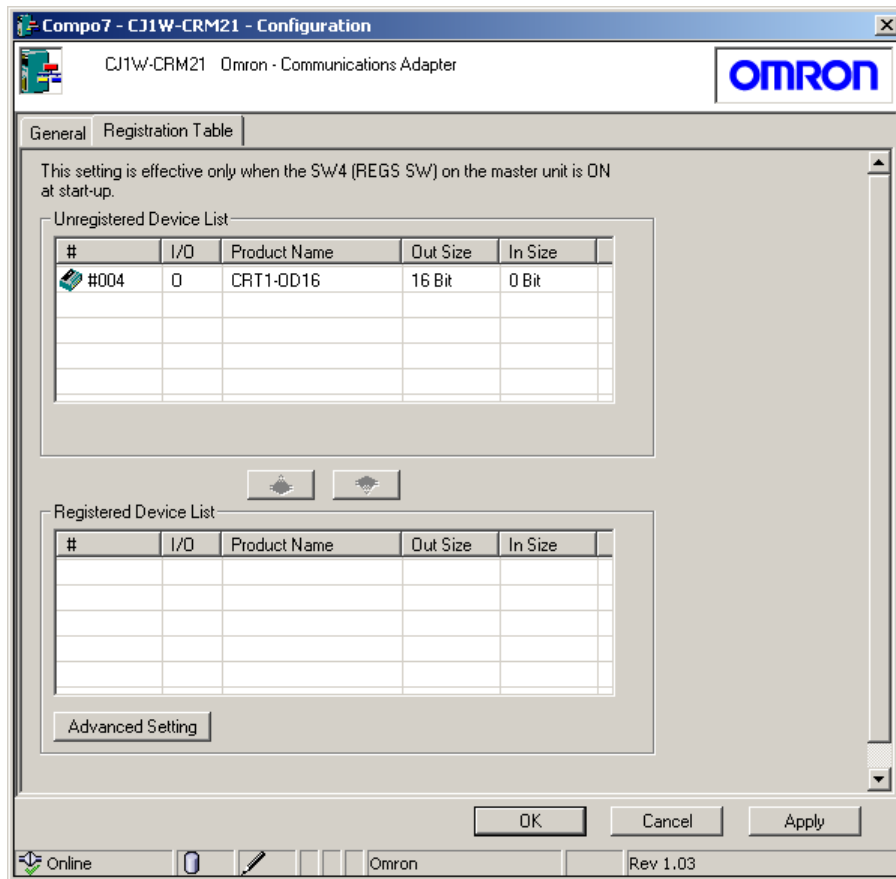 Compo7 - CJ1W-CRM21 - Configuration
CJ1W-CRM21 Omron - Communications Adapter
OMRON
General Registration Table
This setting is effective only when the SW4 (REGS SW) on the master unit is ON
at start-up.
Unregistered Device List
# I/O Product Name Out Size In Size
#004 O CRT1-OD16 16 Bit 0 Bit
Registered Device List
# I/O Product Name Out Size In Size
Advanced Setting
OK Cancel Apply
Online Omron Rev 1.03